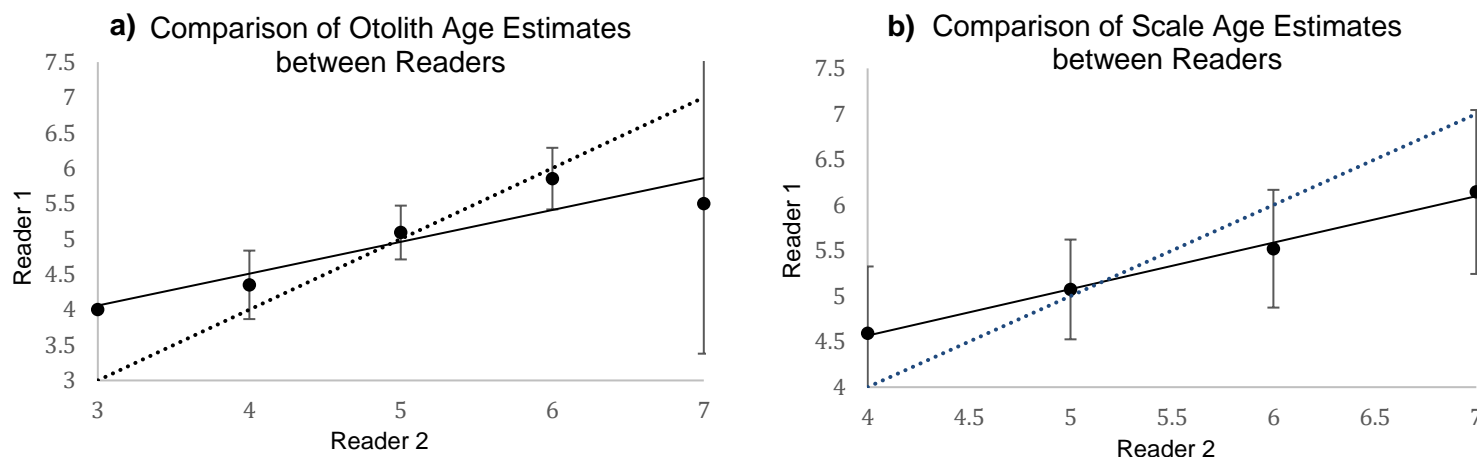 a) Comparison of Otolith Age Estimates
between Readers
7.5
7
6.5
6
5.5
5
4.5
4
3.5
3
Reader 1
3 4 5 6 7
Reader 2
b) Comparison of Scale Age Estimates
between Readers
7.5
7
6.5
6
5.5
5
4.5
4
Reader 1
4 4.5 5 5.5 6 6.5 7
Reader 2